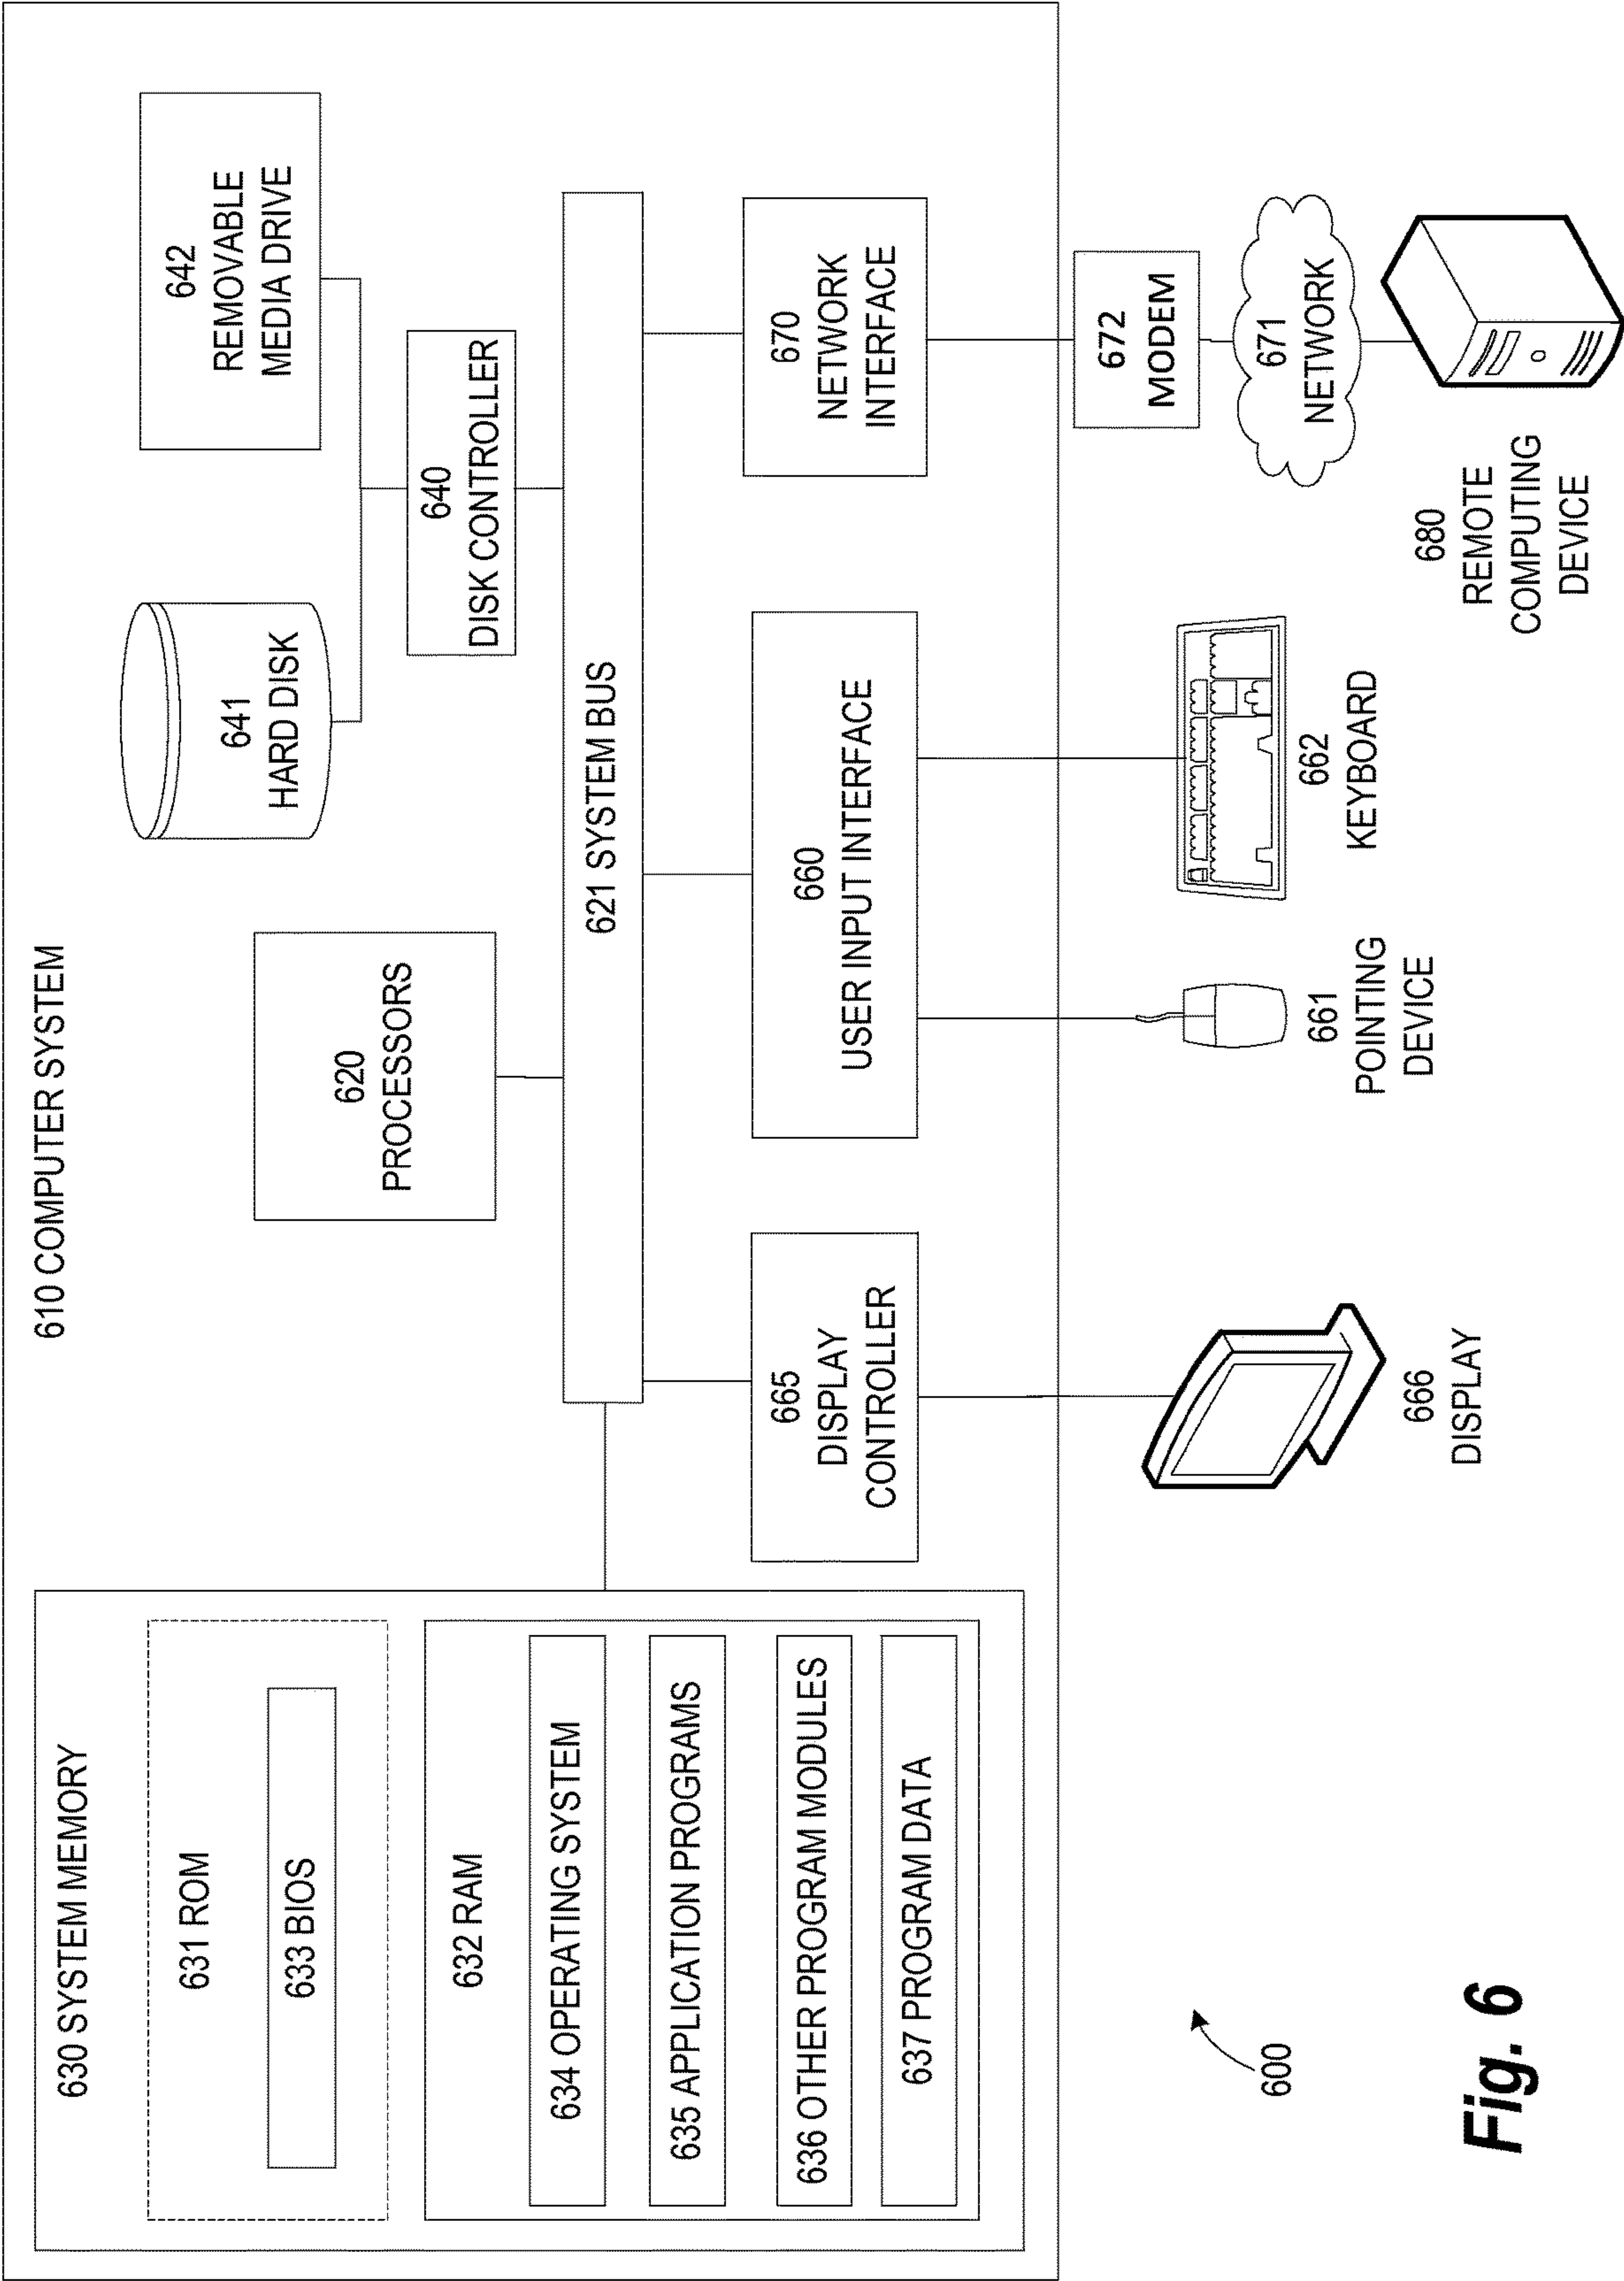 610 COMPUTER SYSTEM
630 SYSTEM MEMORY
631 ROM
633 BIOS
632 RAM
634 OPERATING SYSTEM
635 APPLICATION PROGRAMS
636 OTHER PROGRAM MODULES
637 PROGRAM DATA
620
PROCESSORS
641
HARD DISK
642
REMOVABLE
MEDIA DRIVE
640
DISK CONTROLLER
621 SYSTEM BUS
665
DISPLAY
CONTROLLER
660
USER INPUT INTERFACE
670
NETWORK
INTERFACE
672
MODEM
671
NETWORK
666
DISPLAY
661
POINTING
DEVICE
662
KEYBOARD
680
REMOTE
COMPUTING
DEVICE
600
Fig. 6